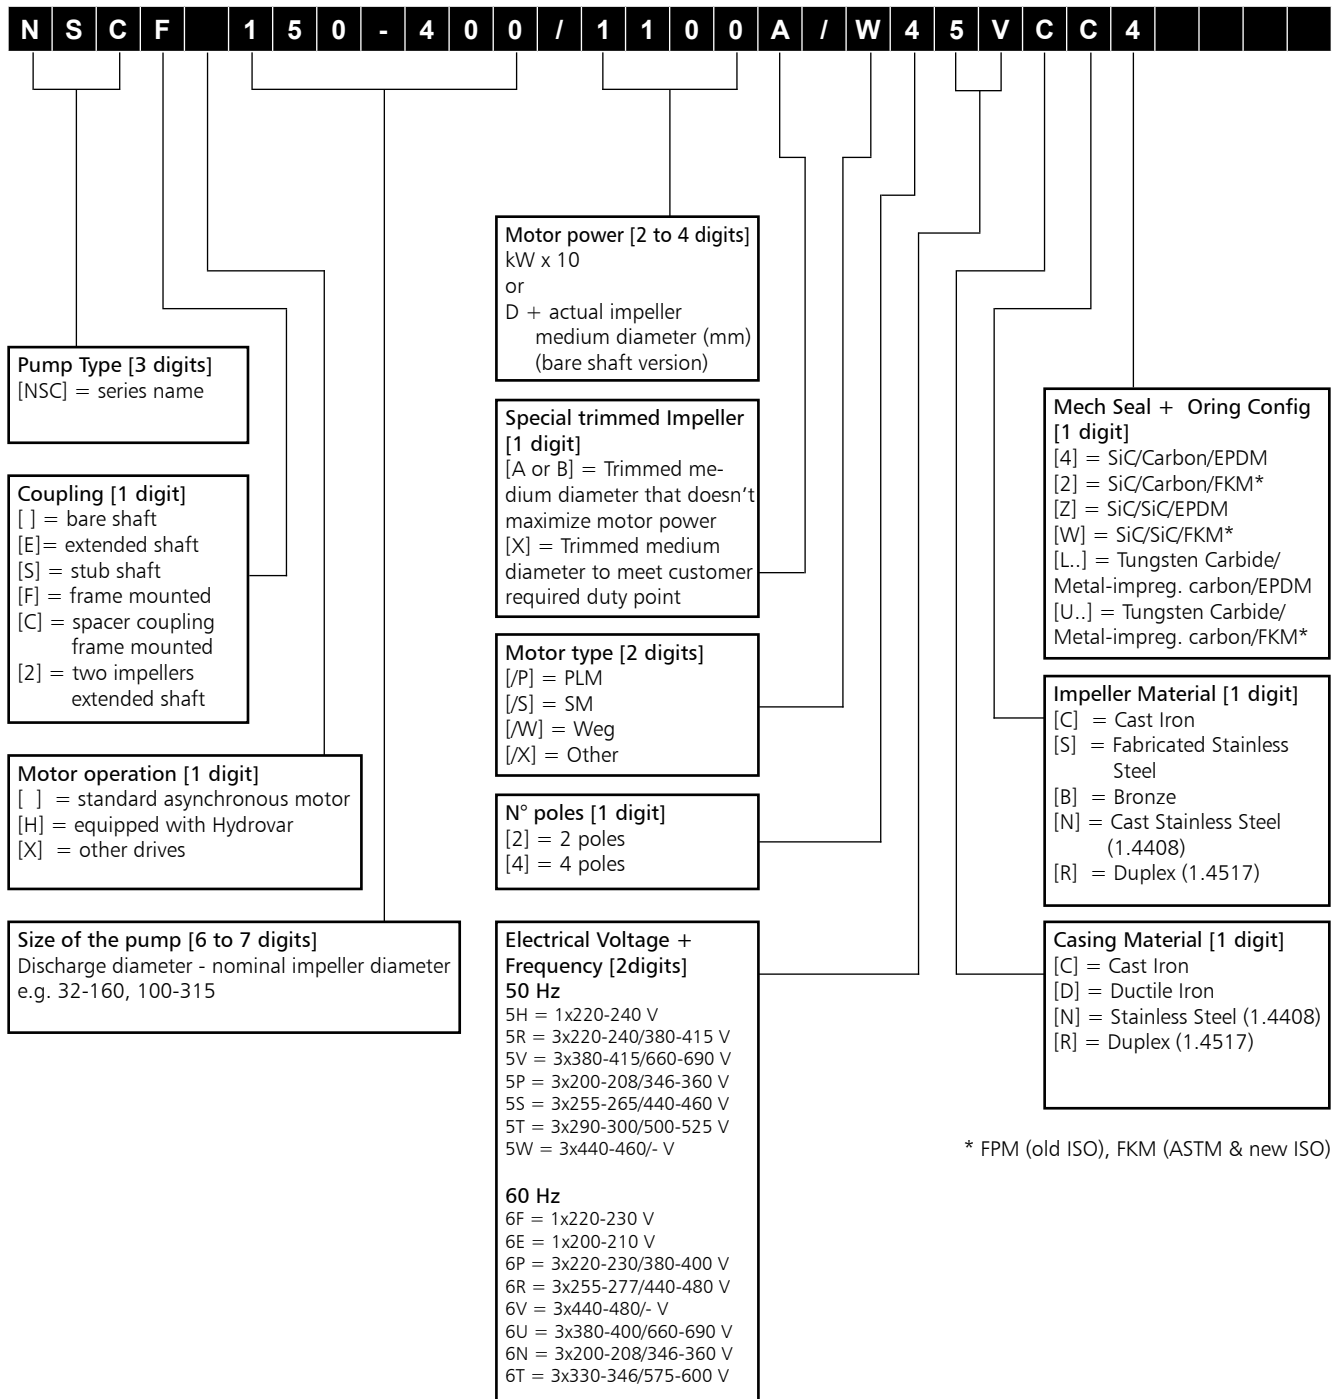 NSCF 150-400/1100A/W45VCC4
Motor power [2 to 4 digits]
kW x 10
or
D + actual impeller
medium diameter (mm)
(bare shaft version)
Pump Type [3 digits]
[NSC] = series name
Coupling [1 digit]
[ ] = bare shaft
[E]= extended shaft
[S] = stub shaft
[F] = frame mounted
[C] = spacer coupling
frame mounted
[2] = two impellers
extended shaft
Motor operation [1 digit]
[ ] = standard asynchronous motor
[H] = equipped with Hydrovar
[X] = other drives
Size of the pump [6 to 7 digits]
Discharge diameter - nominal impeller diameter
e.g. 32-160, 100-315
Special trimmed Impeller
[1 digit]
[A or B] = Trimmed me-
dium diameter that doesn't
maximize motor power
[X] = Trimmed medium
diameter to meet customer
required duty point
Motor type [2 digits]
[/P] = PLM
[/S] = SM
[/W] = Weg
[/X] = Other
N° poles [1 digit]
[2] = 2 poles
[4] = 4 poles
Electrical Voltage +
Frequency [2digits]
50 Hz
5H = 1x220-240 V
5R = 3x220-240/380-415 V
5V = 3x380-415/660-690 V
5P = 3x200-208/346-360 V
5S = 3x255-265/440-460 V
5T = 3x290-300/500-525 V
5W = 3x440-460/- V
60 Hz
6F = 1x220-230 V
6E = 1x200-210 V
6P = 3x220-230/380-400 V
6R = 3x255-277/440-480 V
6V = 3x440-480/- V
6U = 3x380-400/660-690 V
6N = 3x200-208/346-360 V
6T = 3x330-346/575-600 V
Mech Seal + Oring Config
[1 digit]
[4] = SiC/Carbon/EPDM
[2] = SiC/Carbon/FKM*
[Z] = SiC/SiC/EPDM
[W] = SiC/SiC/FKM*
[L..] = Tungsten Carbide/
Metal-impreg. carbon/EPDM
[U..] = Tungsten Carbide/
Metal-impreg. carbon/FKM*
Impeller Material [1 digit]
[C] = Cast Iron
[S] = Fabricated Stainless
Steel
[B] = Bronze
[N] = Cast Stainless Steel
(1.4408)
[R] = Duplex (1.4517)
Casing Material [1 digit]
[C] = Cast Iron
[D] = Ductile Iron
[N] = Stainless Steel (1.4408)
[R] = Duplex (1.4517)
* FPM (old ISO), FKM (ASTM & new ISO)